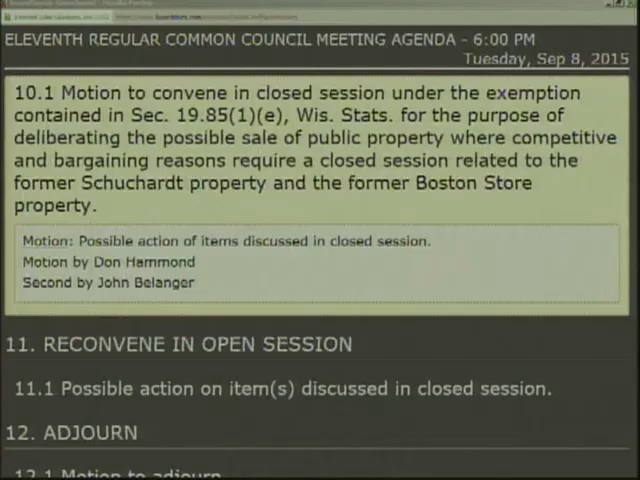 ELEVENTH REGULAR COMMON COUNCIL MEETING AGENDA - 6:00 PM
Tuesday, Sep 8, 2015
10.1 Motion to convene in closed session under the exemption
contained in Sec. 19.85(1)(e), Wis. Stats. for the purpose of
deliberating the possible sale of public property where competitive
and bargaining reasons require a closed session related to the
former Schuchardt property and the former Boston Store
property.
Motion: Possible action of items discussed in closed session.
Motion by Don Hammond
Second by John Belanger
11. RECONVENE IN OPEN SESSION
11.1 Possible action on item(s) discussed in closed session.
12. ADJOURN
12.1 Motion to adjourn